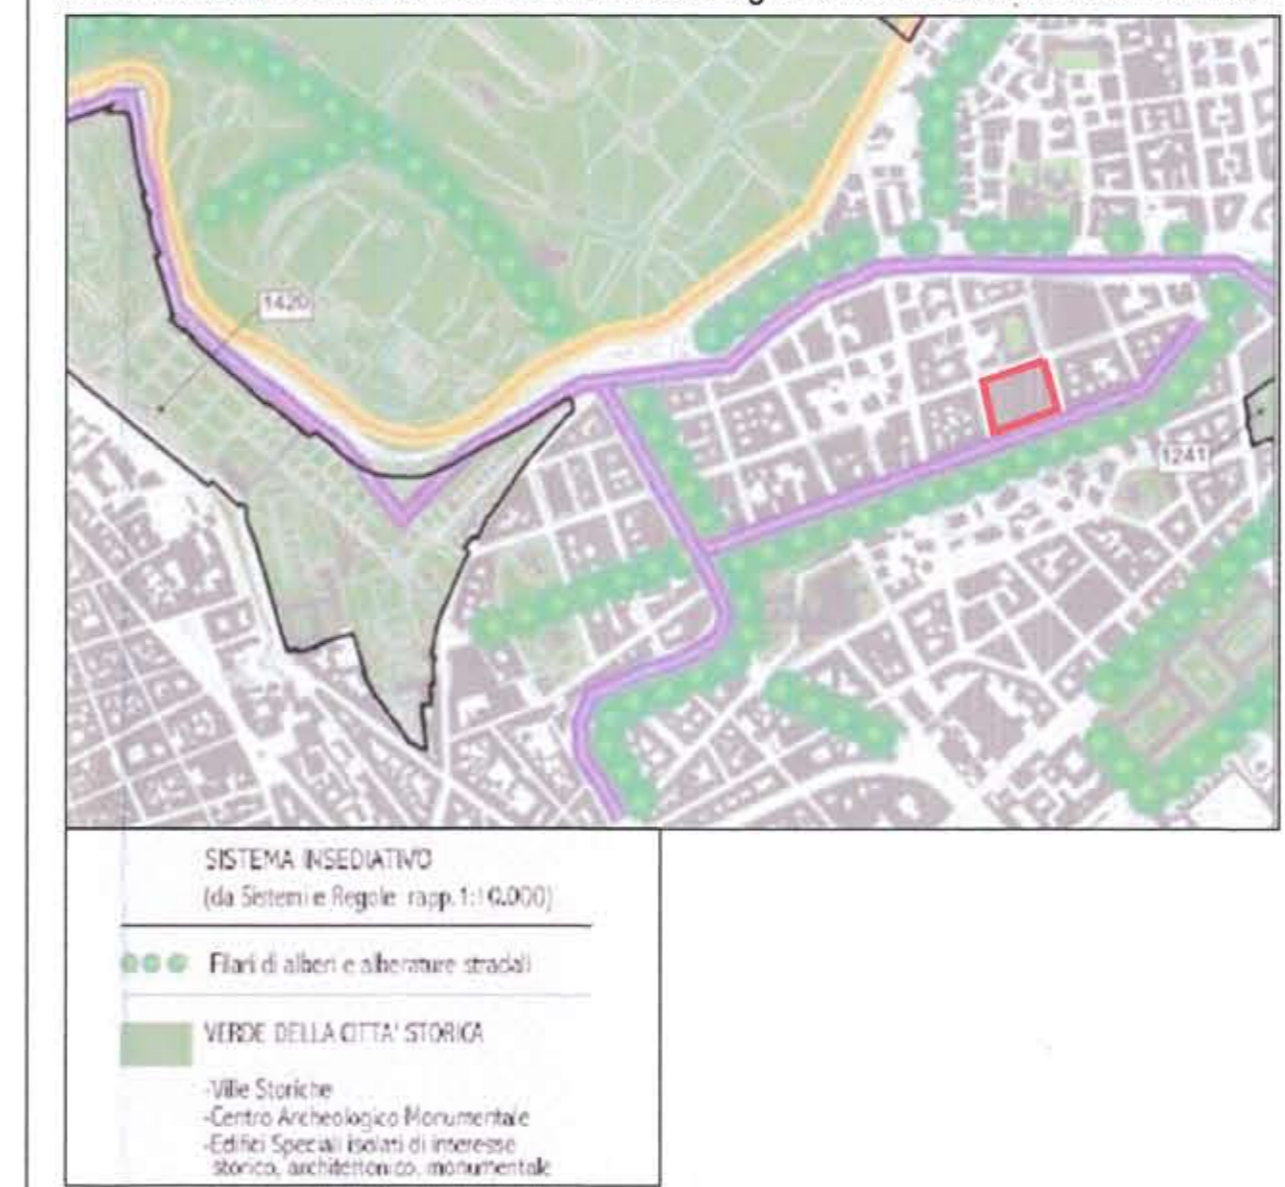 1420
1241
SISTEMA INSEDIATIVO
(da Sistemi e Regole rapp. 1:10.000)
Filari di alberi e alberature stradali
VERDE DELLA CITTA' STORICA
-Ville Storiche
-Centro Archeologico Monumentale
-Edifici Speciali isolati di interesse
storico, architettonico, monumentale